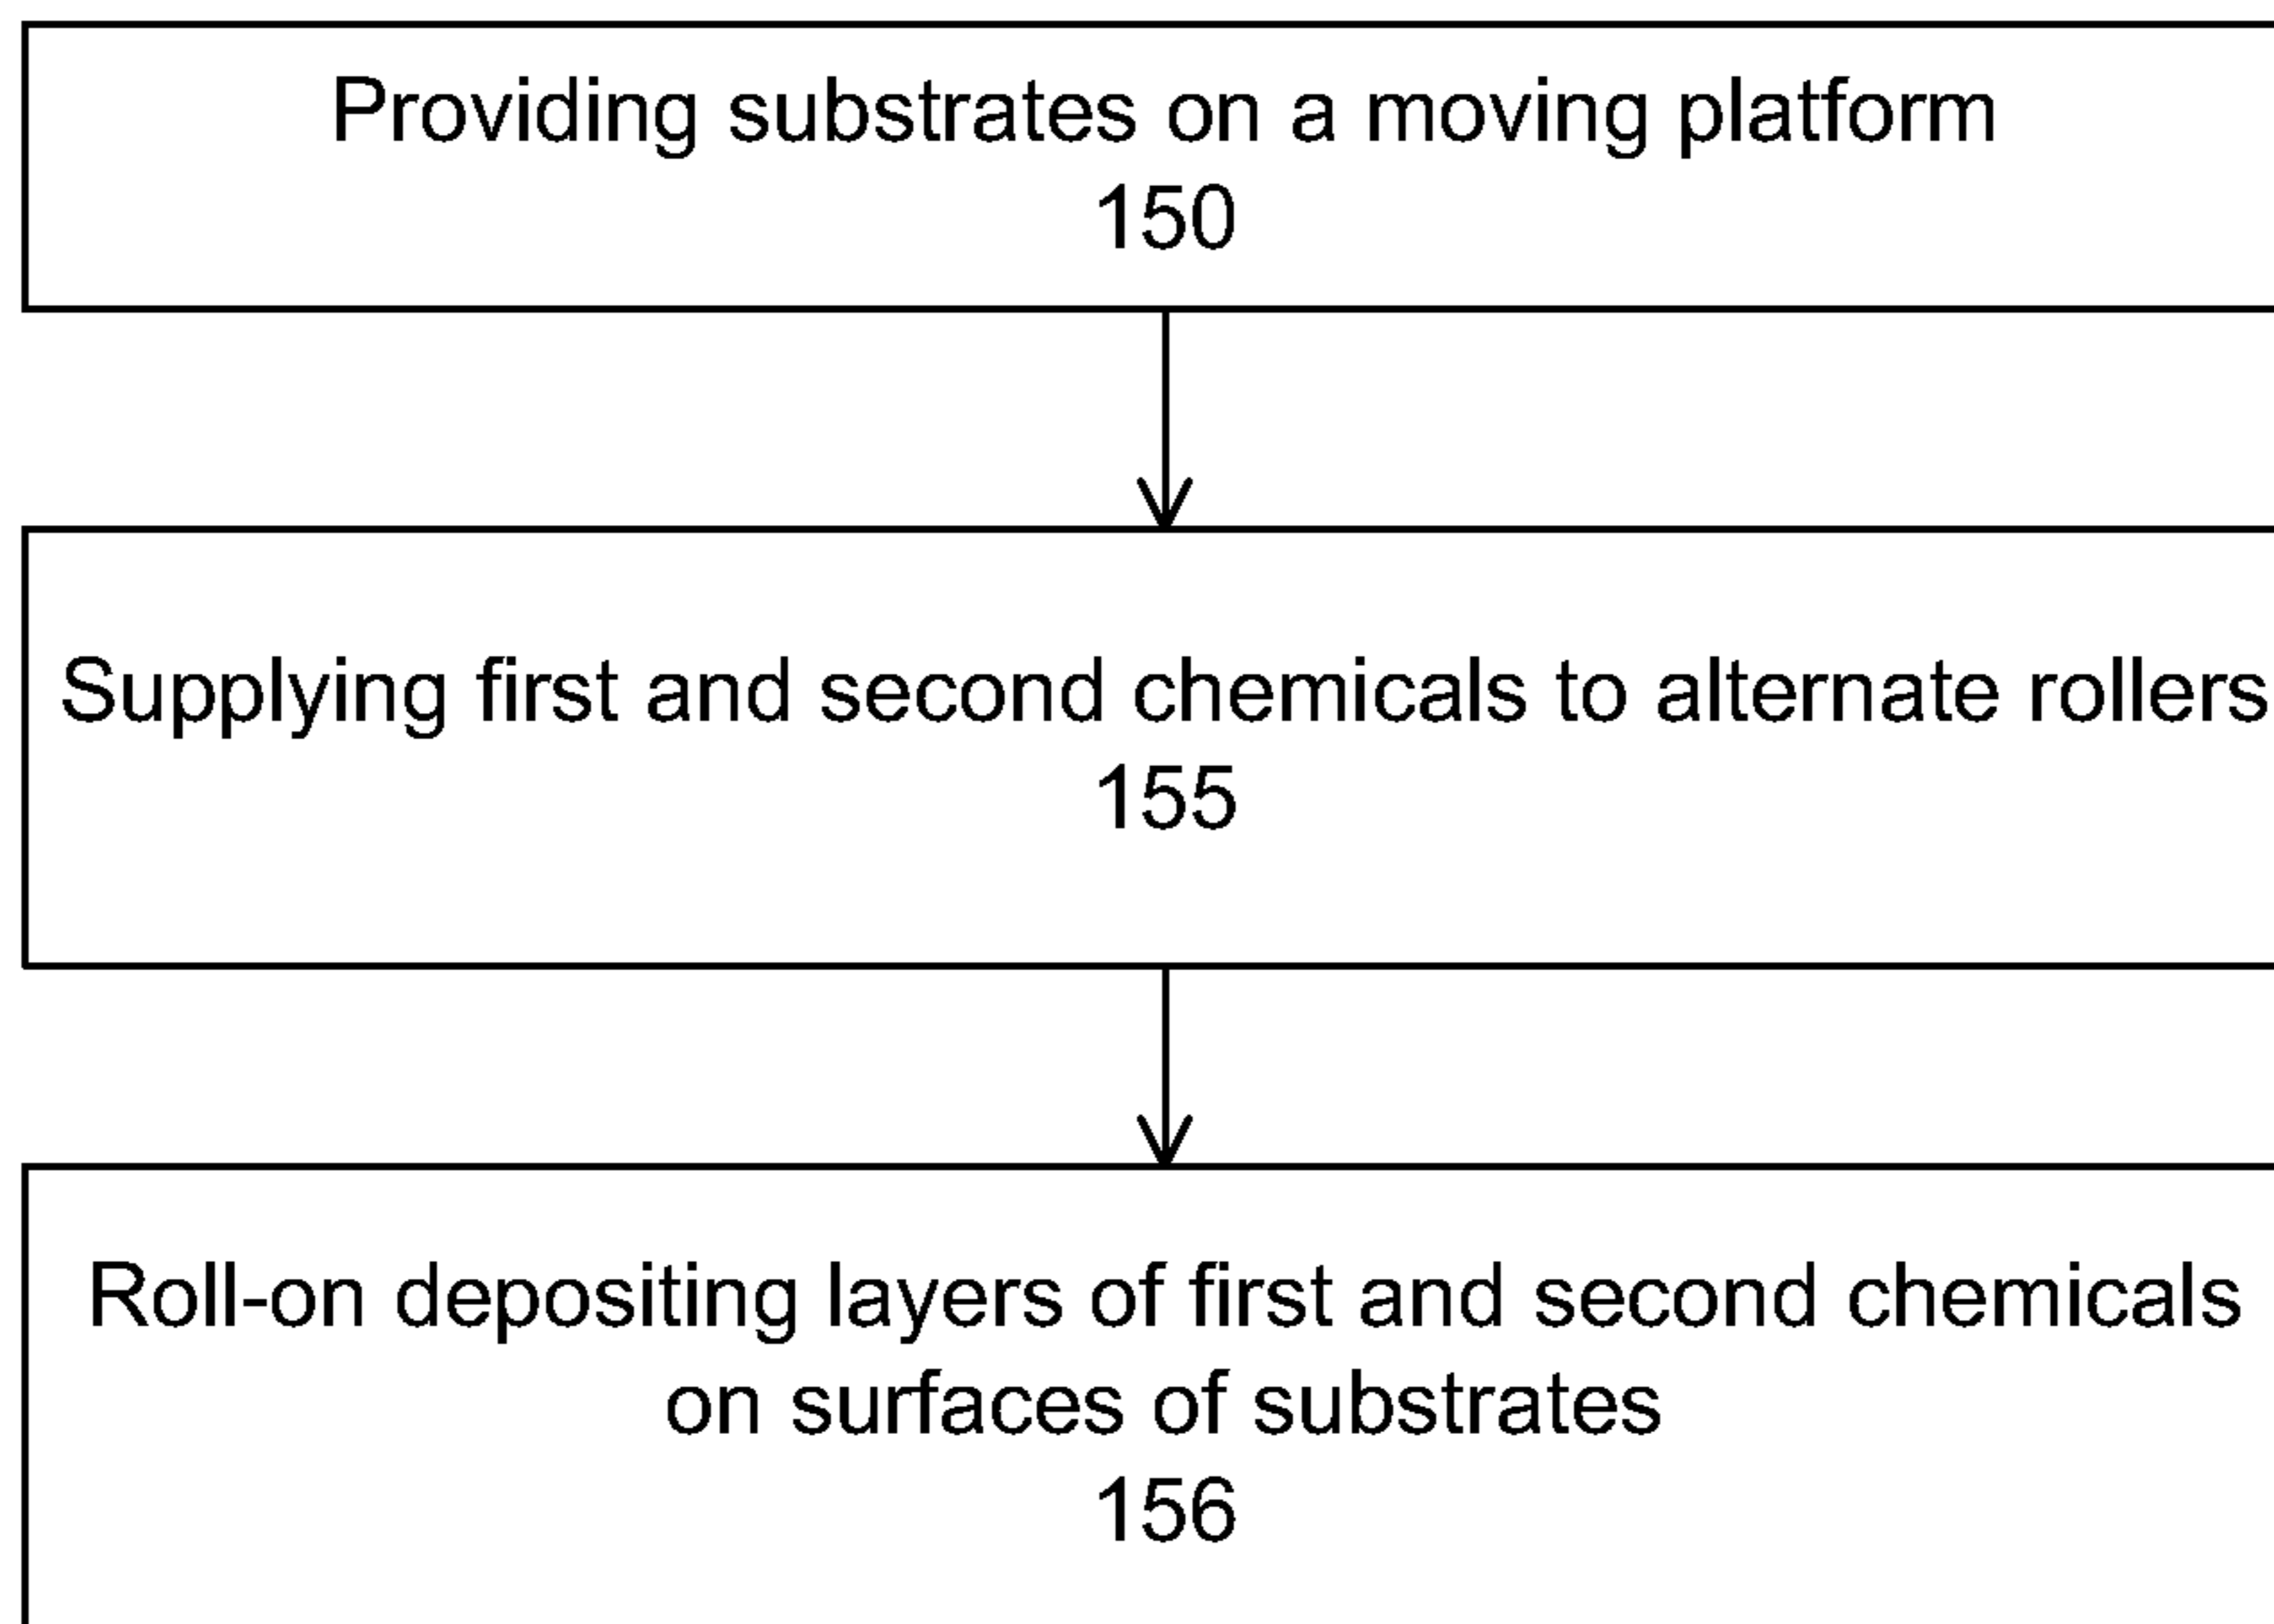 Providing substrates on a moving platform
150
Supplying first and second chemicals to alternate rollers
155
Roll-on depositing layers of first and second chemicals
on surfaces of substrates
156